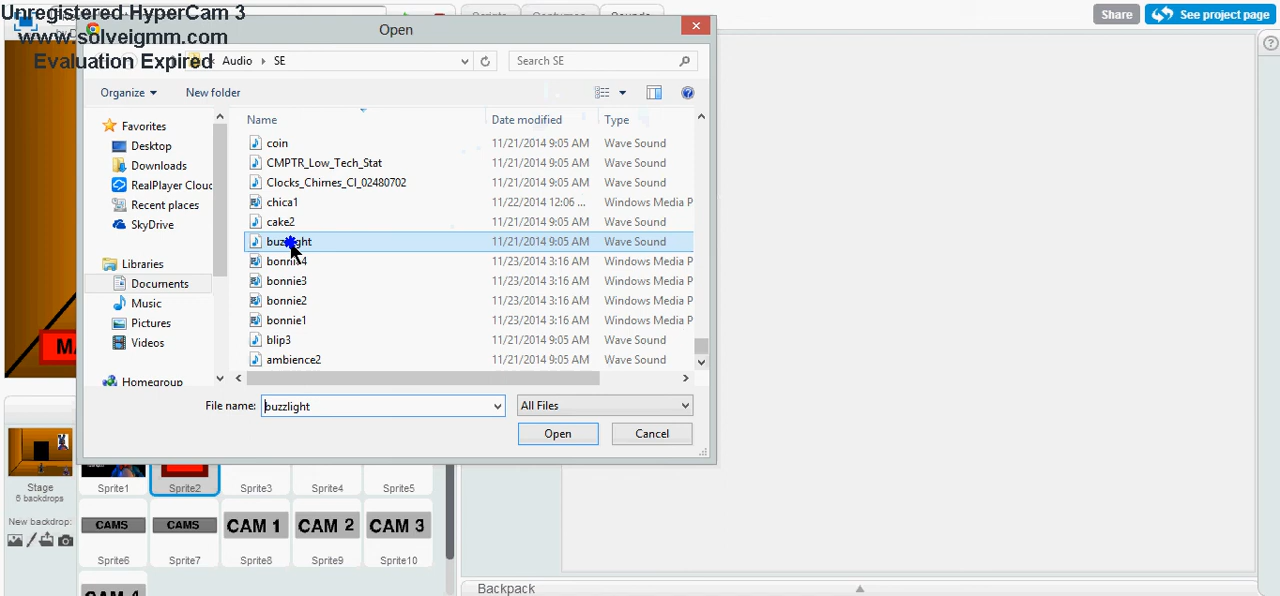 Unregistered HyperCam 3
www.solveigmm.com
Evaluation Expired
Open
Share
See project page
Audio
SE
Search SE
Organize
New folder
Name
Date modified
Type
Favorites
Desktop
Downloads
RealPlayer Clou
Recent places
SkyDrive
Libraries
Documents
Music
Pictures
Videos
Homegroup
coin 11/21/2014 9:05 AM Wave Sound
CMPTR_Low_Tech_Stat 11/21/2014 9:05 AM Wave Sound
Clocks_Chimes_Cl_02480702 11/21/2014 9:05 AM Wave Sound
chica1 11/22/2014 12:06 ... Windows Media P
cake2 11/21/2014 9:05 AM Wave Sound
11/21/2014 9:05 AM Wave Sound
11/23/2014 3:16 AM Windows Media P
bonnie3 11/23/2014 3:16 AM Windows Media P
bonnie2 11/23/2014 3:16 AM Windows Media P
bonnie1 11/23/2014 3:16 AM Windows Media P
blip3 11/21/2014 9:05 AM Wave Sound
ambience2 11/21/2014 9:05 AM Wave Sound
File name: buzzlight
All Files
Open
Cancel
Stage
6 backdrops
New backdrop:
Sprite1
Sprite2
Sprite3
Sprite4
Sprite5
CAMS
CAMS
CAM 1
CAM 2
CAM 3
Sprite6
Sprite7
Sprite8
Sprite9
Sprite10
Backpack